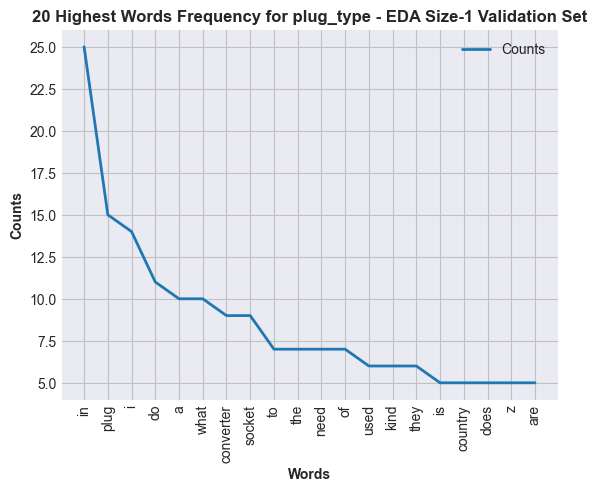 20 Highest Words Frequency for plug_type - EDA Size-1 Validation Set
Counts
25.0
22.5
20.0
17.5
15.0
12.5
10.0
7.5
5.0
Counts
in
plug
i
do
a
what
converter
socket
to
the
need
of
used
kind
they
is
country
does
z
are
Words